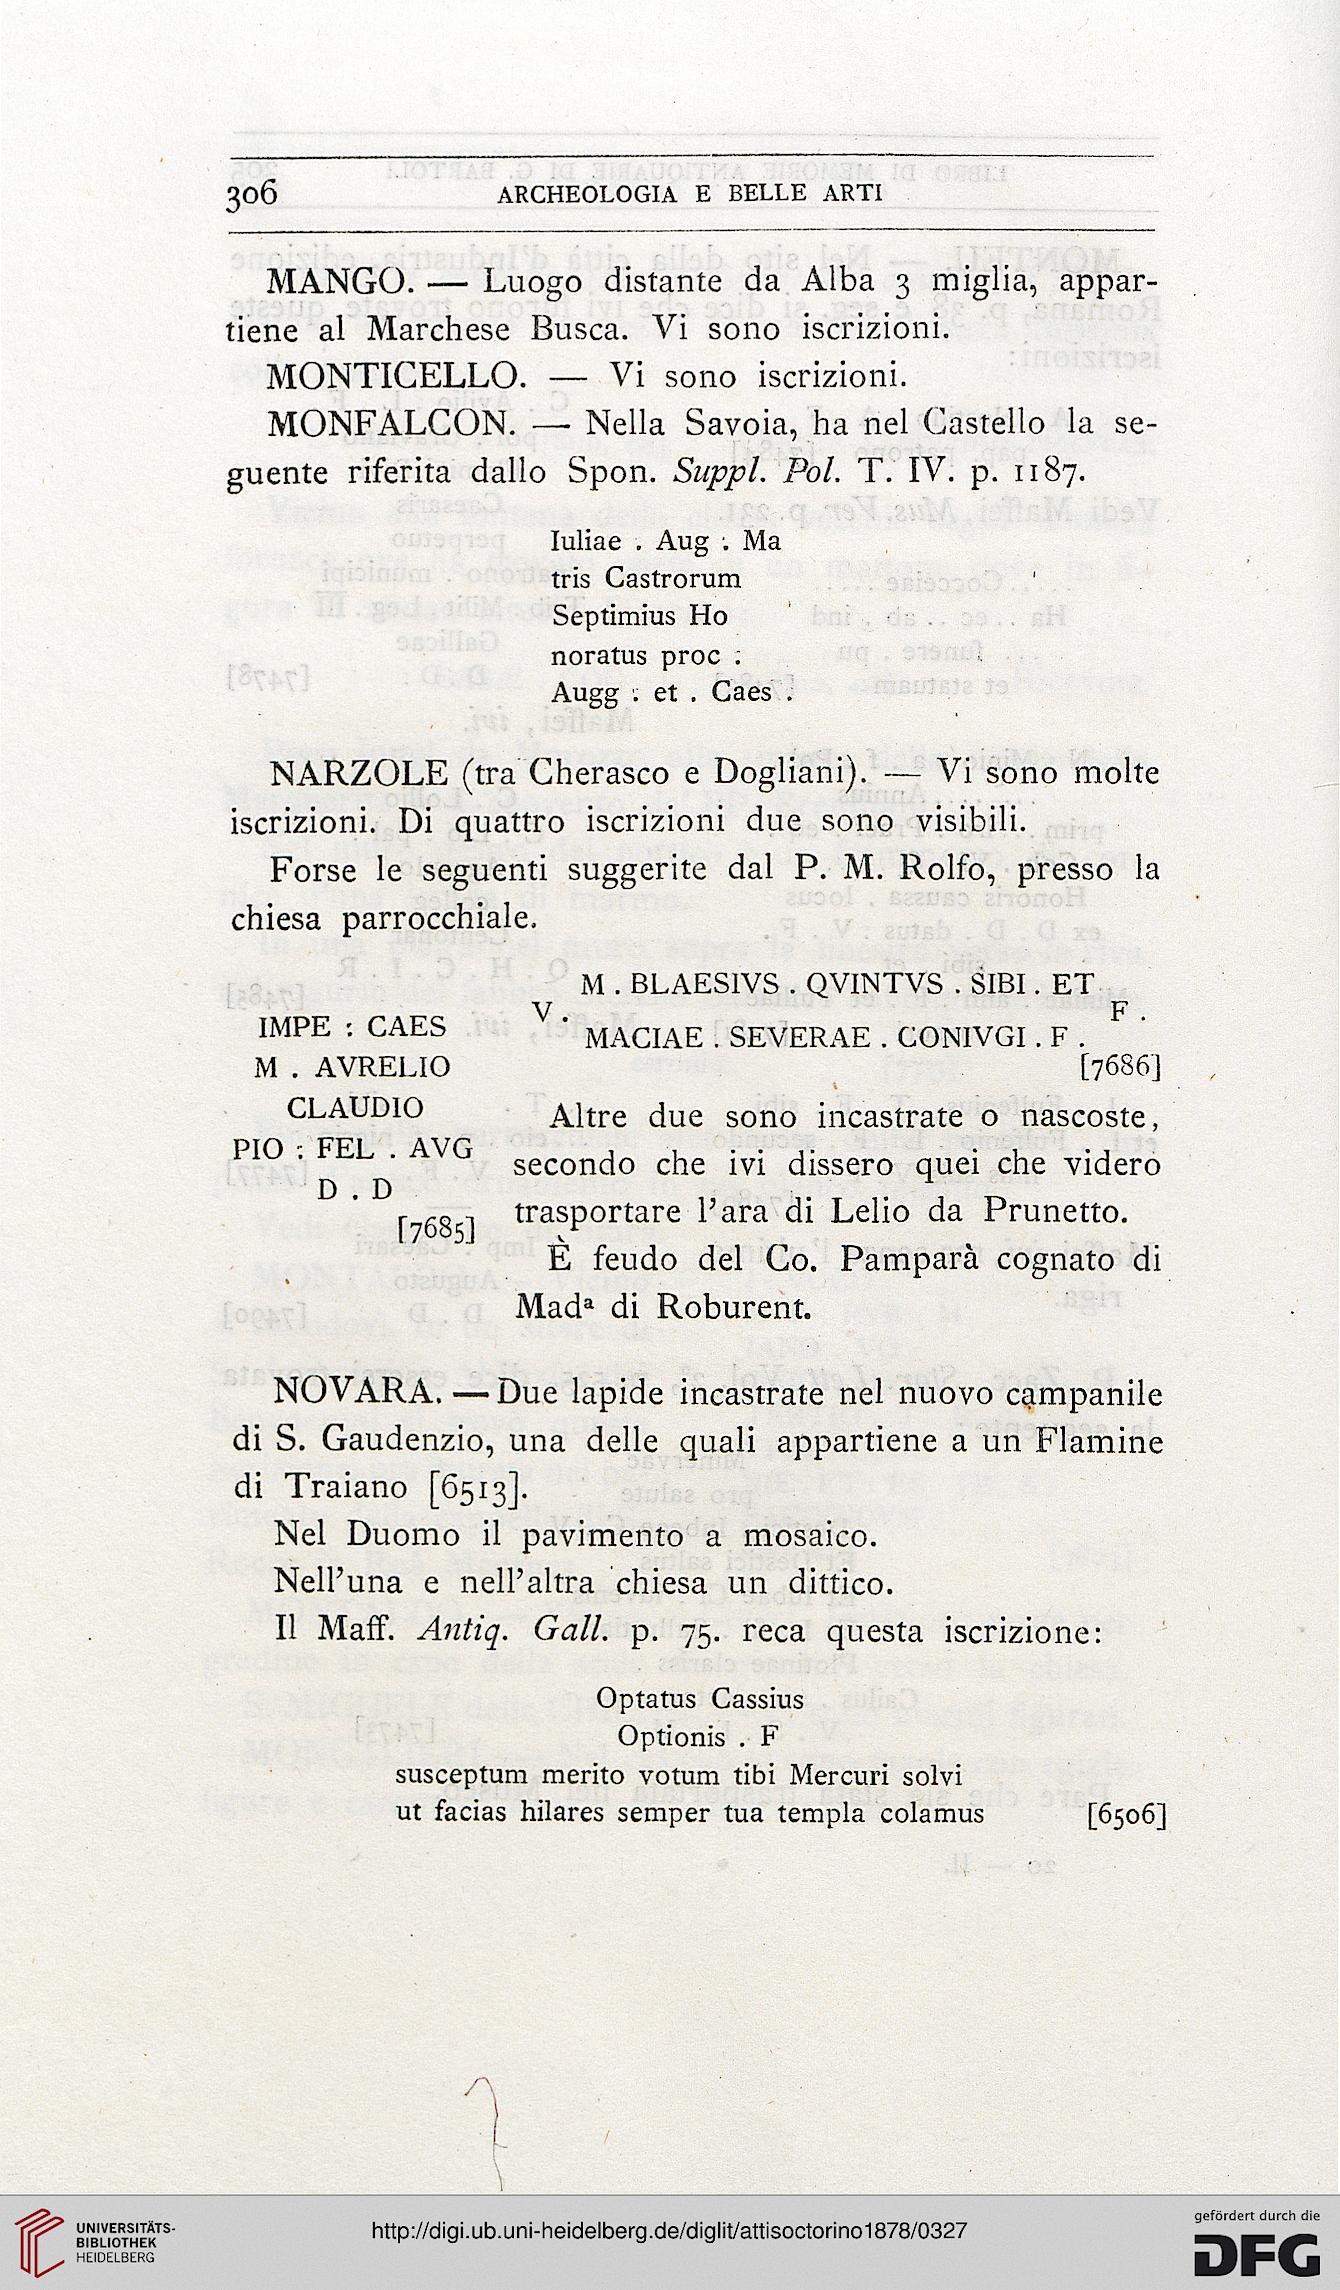 306 ARCHEOLOGIA E BELLE ARTI
MANGO. — Luogo distante da Alba 3 miglia, appar-
tiene al Marchese Busca. Vi sono iscrizioni.
MONTICELLO. — Vi sono iscrizioni.
MONFALCON. — Nella Savoia, ha nel Castello la se-
guente riferita dallo Spon. Suppl. Pol. T. IV. p. 1187.
Iuliae . Aug : Ma
tris Castrorum
Septimius Ho
noratus proc :
Augg : et . Caes .
NARZOLE (tra Cherasco e Dogliani). — Vi sono molte
iscrizioni. Di quattro iscrizioni due sono visibili.
Forse le seguenti suggerite dal P. M. Rolfo, presso la
chiesa parrocchiale.
IMPE : CAES
M . AVRELIO
CLAUDIO
PIO : FEL . AVG
D . D
[7685]
M . BLAESIVS . QVINTVS . SIBI . ET
V . F .
MACIAE . SEVERAE . CONIVGI . F .
[7686]
Altre due sono incastrate o nascoste,
secondo che ivi dissero quei che videro
trasportare l'ara di Lelio da Prunetto.
È feudo del Co. Pamparà cognato di
Madª di Roburent.
NOVARA. — Due lapide incastrate nel nuovo campanile
di S. Gaudenzio, una delle quali appartiene a un Flamine
di Traiano [6513].
Nel Duomo il pavimento a mosaico.
Nell'una e nell'altra chiesa un dittico.
Il Maff. Antiq. Gall. p. 75. reca questa iscrizione:
Optatus Cassius
Optionis . F
susceptum merito votum tibi Mercuri solvi
ut facias hilares semper tua templa colamus [6506]
UNIVERSITÄTS-
BIBLIOTHEK
HEIDELBERG
http://digi.ub.uni-heidelberg.de/diglit/attisoctorino1878/0327
gefördert durch die
DFG